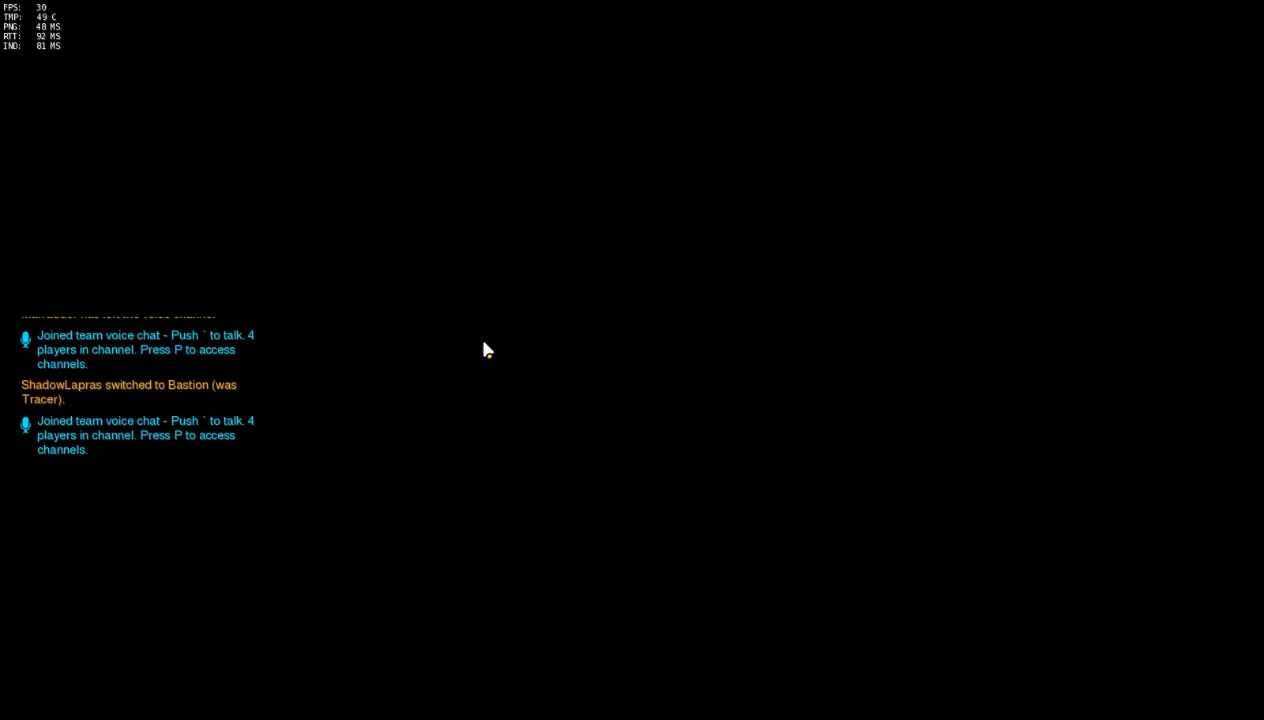 FPS: 30
TMP: 49 C
PNG: 48 MS
RTT: 92 MS
IND: 81 MS
Joined team voice chat - Push ` to talk. 4
players in channel. Press P to access
channels.
ShadowLapras switched to Bastion (was
Tracer).
Joined team voice chat - Push ` to talk. 4
players in channel. Press P to access
channels.